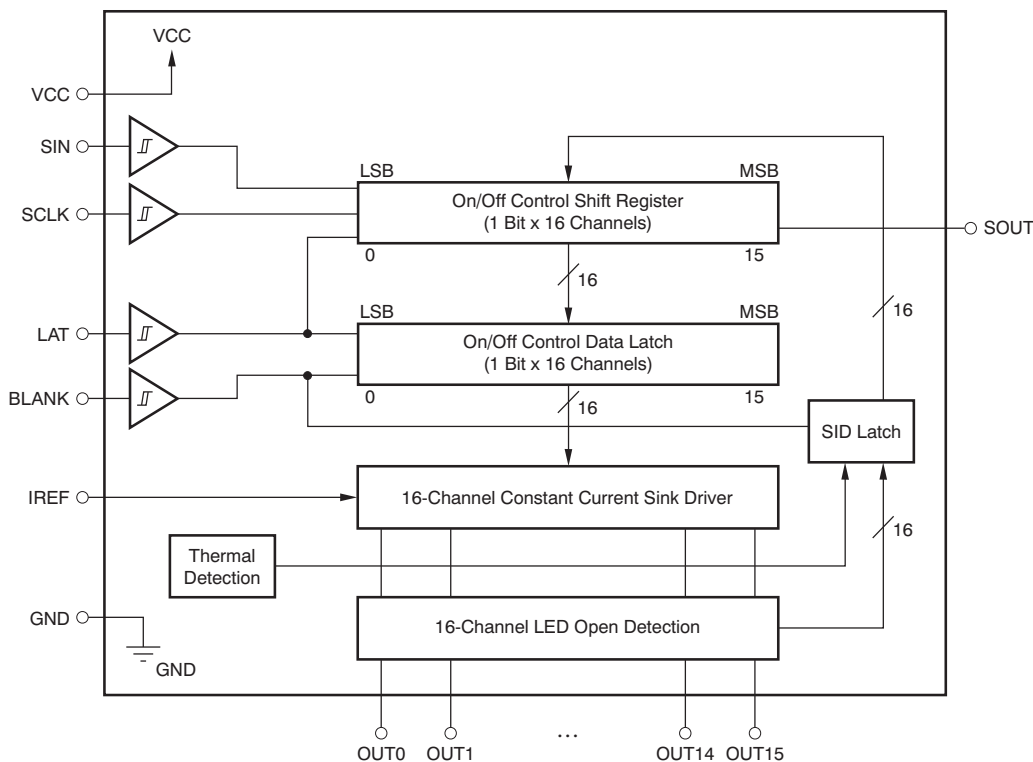 VCC
VCC
SIN
LSB
MSB
On/Off Control Shift Register
(1 Bit x 16 Channels)
SCLK
SOUT
0
15
16
16
LSB
MSB
LAT
On/Off Control Data Latch
(1 Bit x 16 Channels)
BLANK
0
15
16
SID Latch
IREF
16-Channel Constant Current Sink Driver
16
Thermal
Detection
GND
16-Channel LED Open Detection
GND
OUT0
OUT1
...
OUT14
OUT15